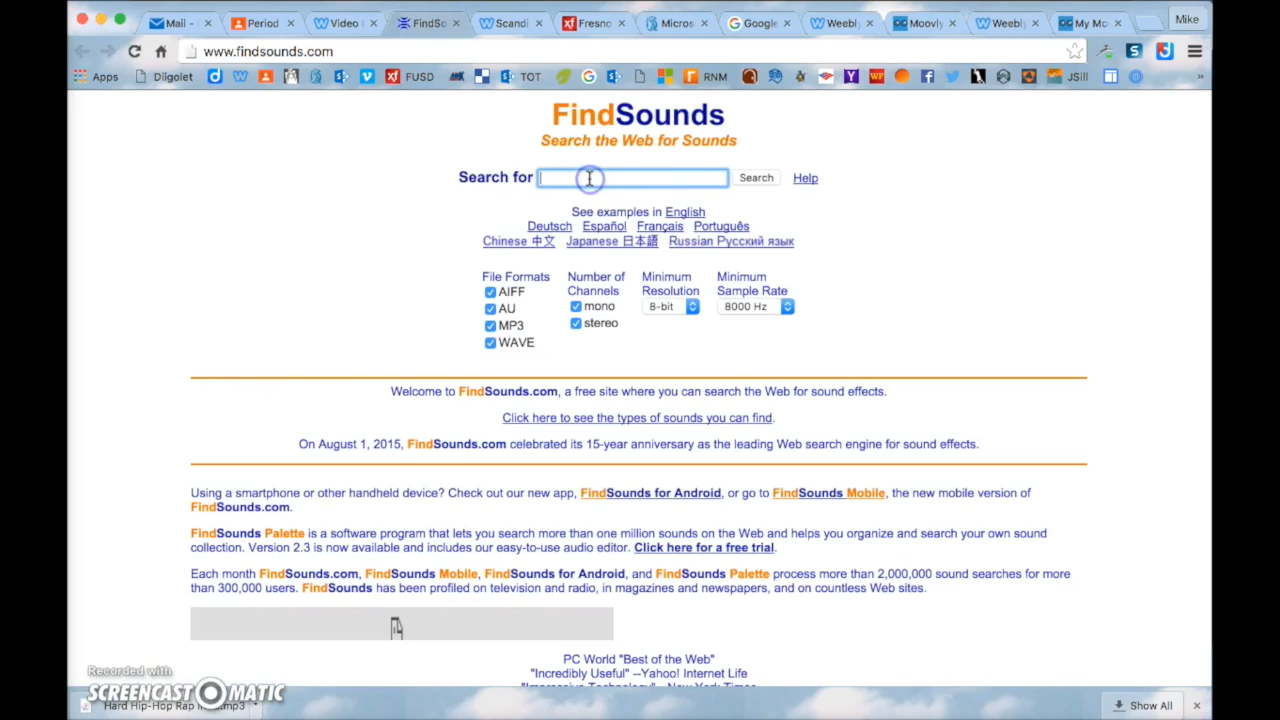 Mail -
Period
Video
FindSo
Scandi
Fresno
Micros
Google
Weebly
Moovly
Weebly
My Mo
Mike
www.findsounds.com
Apps
Diigolet
FUSD
TOT
RNM
JSill
»
FindSounds
Search the Web for Sounds
Search for
Search
Help
See examples in English
Deutsch Español Français Português
Chinese 中文 Japanese 日本語 Russian Русский язык
File Formats
AIFF
AU
MP3
WAVE
Number of
Channels
mono
stereo
Minimum
Resolution
8-bit
Minimum
Sample Rate
8000 Hz
Welcome to FindSounds.com, a free site where you can search the Web for sound effects.
Click here to see the types of sounds you can find.
On August 1, 2015, FindSounds.com celebrated its 15-year anniversary as the leading Web search engine for sound effects.
Using a smartphone or other handheld device? Check out our new app, FindSounds for Android, or go to FindSounds Mobile, the new mobile version of
FindSounds.com.
FindSounds Palette is a software program that lets you search more than one million sounds on the Web and helps you organize and search your own sound
collection. Version 2.3 is now available and includes our easy-to-use audio editor. Click here for a free trial.
Each month FindSounds.com, FindSounds Mobile, FindSounds for Android, and FindSounds Palette process more than 2,000,000 sound searches for more
than 300,000 users. FindSounds has been profiled on television and radio, in magazines and newspapers, and on countless Web sites.
PC World "Best of the Web"
"Incredibly Useful" --Yahoo! Internet Life
"Impressive Technology" --New York Times
Recorded with
SCREENCAST-O-MATIC
Hard Hip-Hop Rap .mp3
Show All